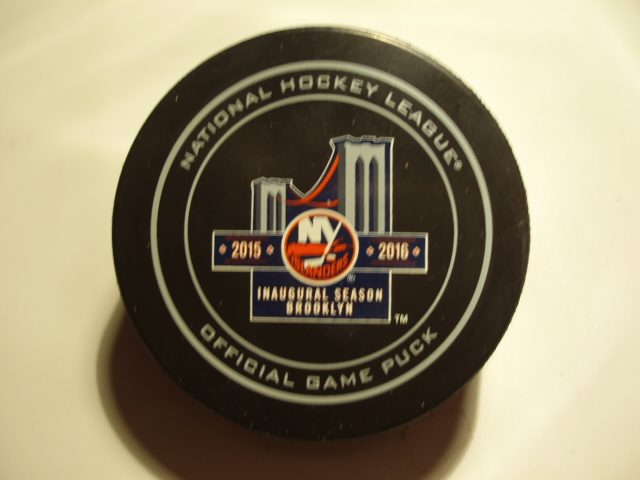 NATIONAL HOCKEY LEAGUE®
2015 NY ISLANDERS ® 2016
INAUGURAL SEASON
BROOKLYN
TM
OFFICIAL GAME PUCK